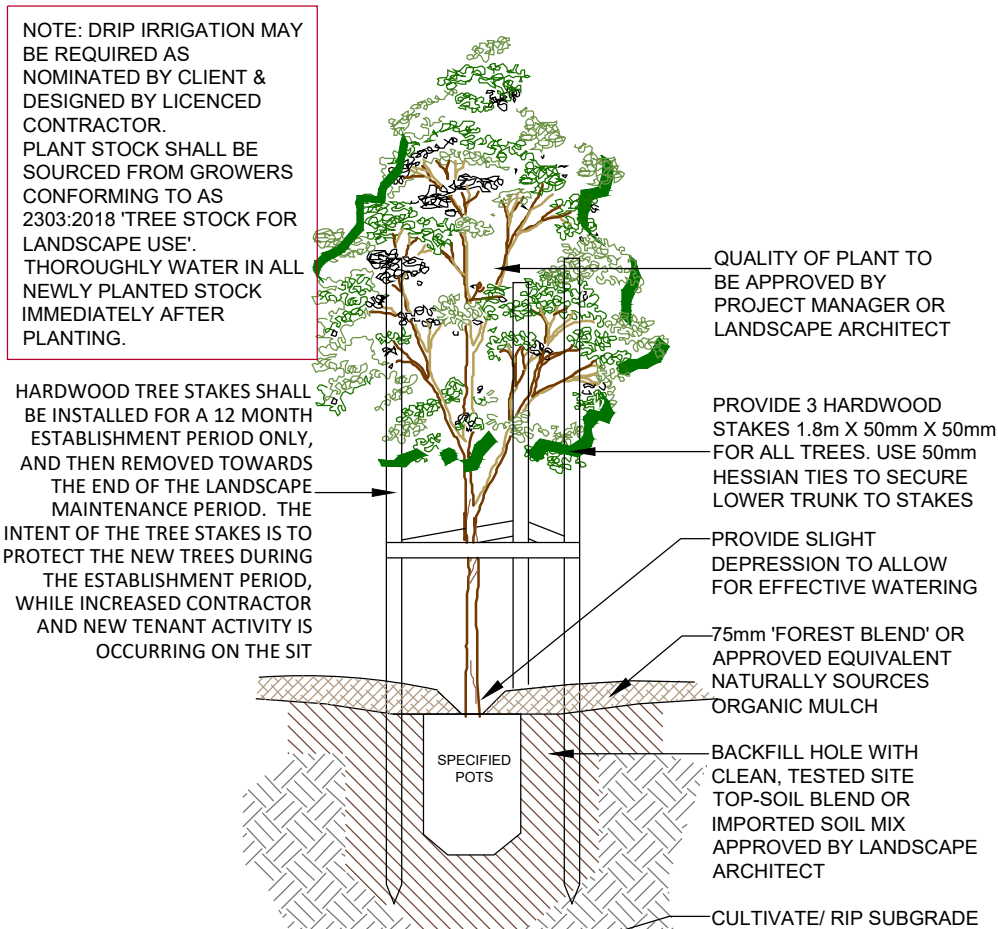 NOTE: DRIP IRRIGATION MAY
BE REQUIRED AS
NOMINATED BY CLIENT &
DESIGNED BY LICENCED
CONTRACTOR.
PLANT STOCK SHALL BE
SOURCED FROM GROWERS
CONFORMING TO AS
2303:2018 'TREE STOCK FOR
LANDSCAPE USE'.
THOROUGHLY WATER IN ALL
NEWLY PLANTED STOCK
IMMEDIATELY AFTER
PLANTING.
HARDWOOD TREE STAKES SHALL
BE INSTALLED FOR A 12 MONTH
ESTABLISHMENT PERIOD ONLY,
AND THEN REMOVED TOWARDS
THE END OF THE LANDSCAPE
MAINTENANCE PERIOD. THE
INTENT OF THE TREE STAKES IS TO
PROTECT THE NEW TREES DURING
THE ESTABLISHMENT PERIOD,
WHILE INCREASED CONTRACTOR
AND NEW TENANT ACTIVITY IS
OCCURRING ON THE SIT
QUALITY OF PLANT TO
BE APPROVED BY
PROJECT MANAGER OR
LANDSCAPE ARCHITECT
PROVIDE 3 HARDWOOD
STAKES 1.8m X 50mm X 50mm
FOR ALL TREES. USE 50mm
HESSIAN TIES TO SECURE
LOWER TRUNK TO STAKES
PROVIDE SLIGHT
DEPRESSION TO ALLOW
FOR EFFECTIVE WATERING
75mm 'FOREST BLEND' OR
APPROVED EQUIVALENT
NATURALLY SOURCES
ORGANIC MULCH
SPECIFIED
POTS
BACKFILL HOLE WITH
CLEAN, TESTED SITE
TOP-SOIL BLEND OR
IMPORTED SOIL MIX
APPROVED BY LANDSCAPE
ARCHITECT
CULTIVATE/ RIP SUBGRADE